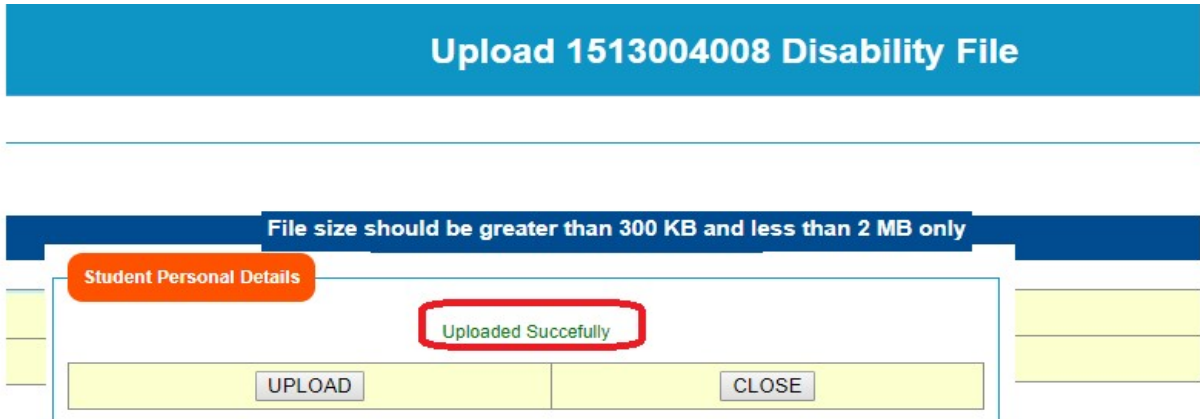 Upload 1513004008 Disability File
File size should be greater than 300 KB and less than 2 MB only
Student Personal Details
Uploaded Succefully
UPLOAD CLOSE